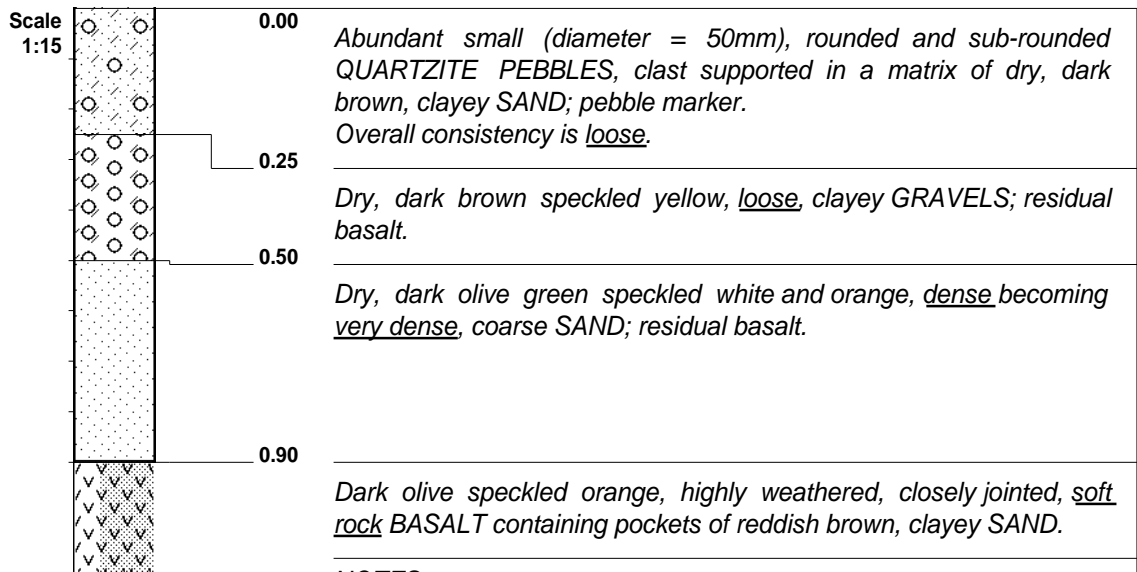 Scale
1:15
0.00
Abundant small (diameter = 50mm), rounded and sub-rounded
QUARTZITE PEBBLES, clast supported in a matrix of dry, dark
brown, clayey SAND; pebble marker.
Overall consistency is loose.
0.25
Dry, dark brown speckled yellow, loose, clayey GRAVELS; residual
basalt.
0.50
Dry, dark olive green speckled white and orange, dense becoming
very dense, coarse SAND; residual basalt.
0.90
Dark olive speckled orange, highly weathered, closely jointed, soft
rock BASALT containing pockets of reddish brown, clayey SAND.